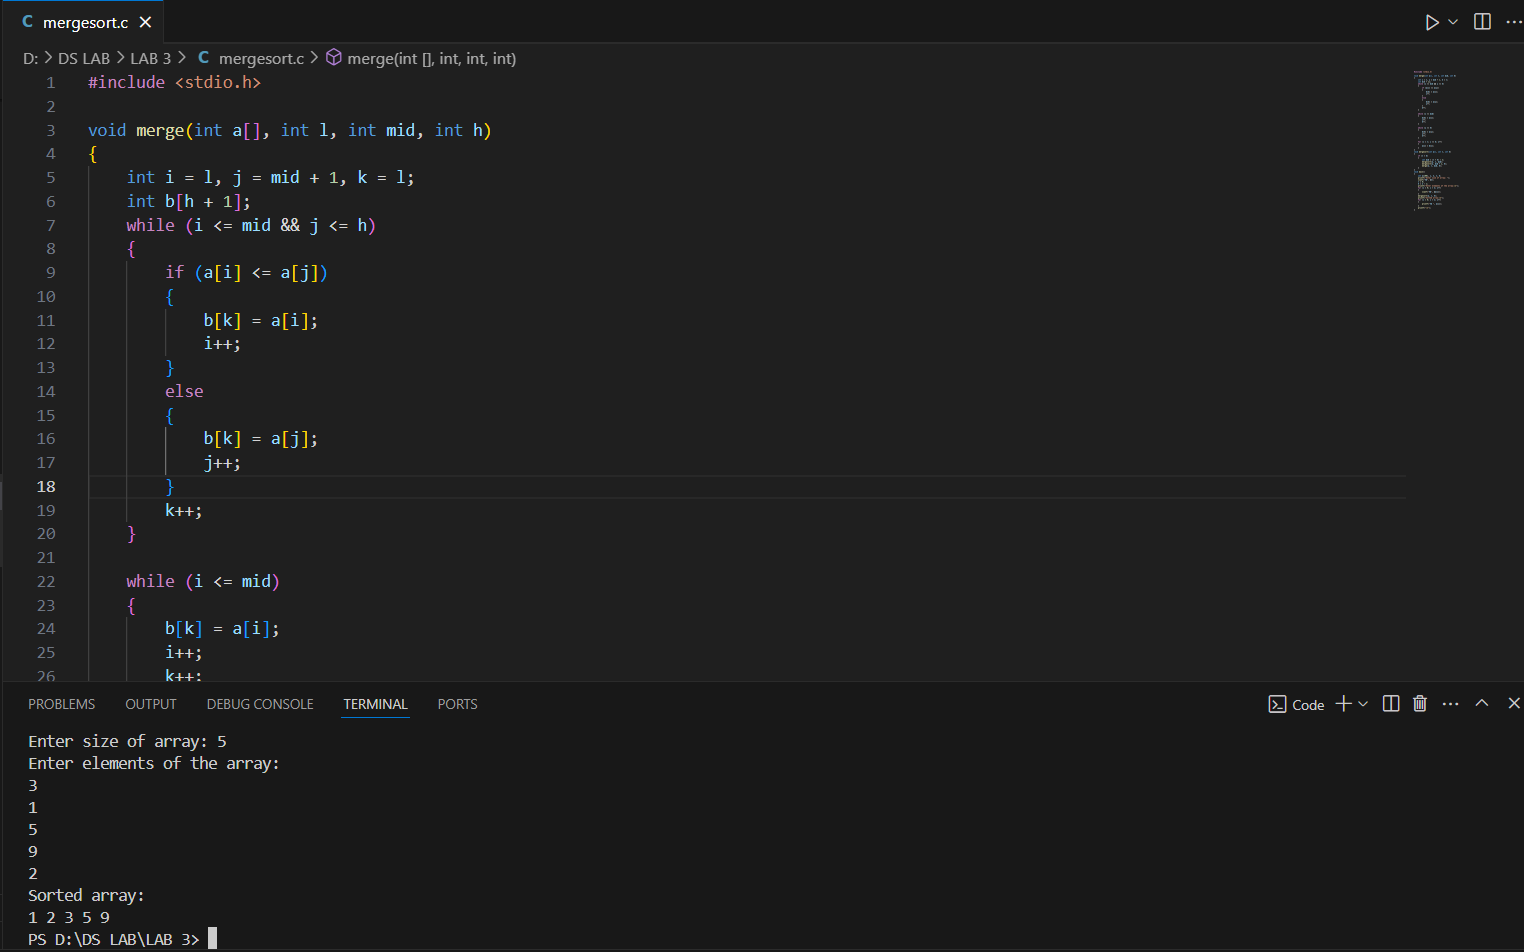 C mergesort.c
D: > DS LAB > LAB 3 > C mergesort.c > merge(int [], int, int, int)
1 #include <stdio.h>
2
3 void merge(int a[], int l, int mid, int h)
4 {
5 int i = l, j = mid + 1, k = l;
6 int b[h + 1];
7 while (i <= mid && j <= h)
8 {
9 if (a[i] <= a[j])
10 {
11 b[k] = a[i];
12 i++;
13 }
14 else
15 {
16 b[k] = a[j];
17 j++;
18 }
19 k++;
20 }
21
22 while (i <= mid)
23 {
24 b[k] = a[i];
25 i++;
26 k++;
PROBLEMS OUTPUT DEBUG CONSOLE TERMINAL PORTS Code
Enter size of array: 5
Enter elements of the array:
3
1
5
9
2
Sorted array:
1 2 3 5 9
PS D:\DS LAB\LAB 3>